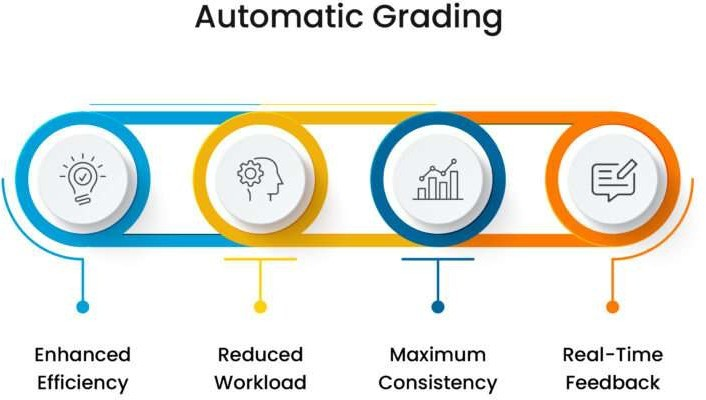 Automatic Grading
Enhanced
Efficiency
Reduced
Workload
Maximum
Consistency
Real-Time
Feedback